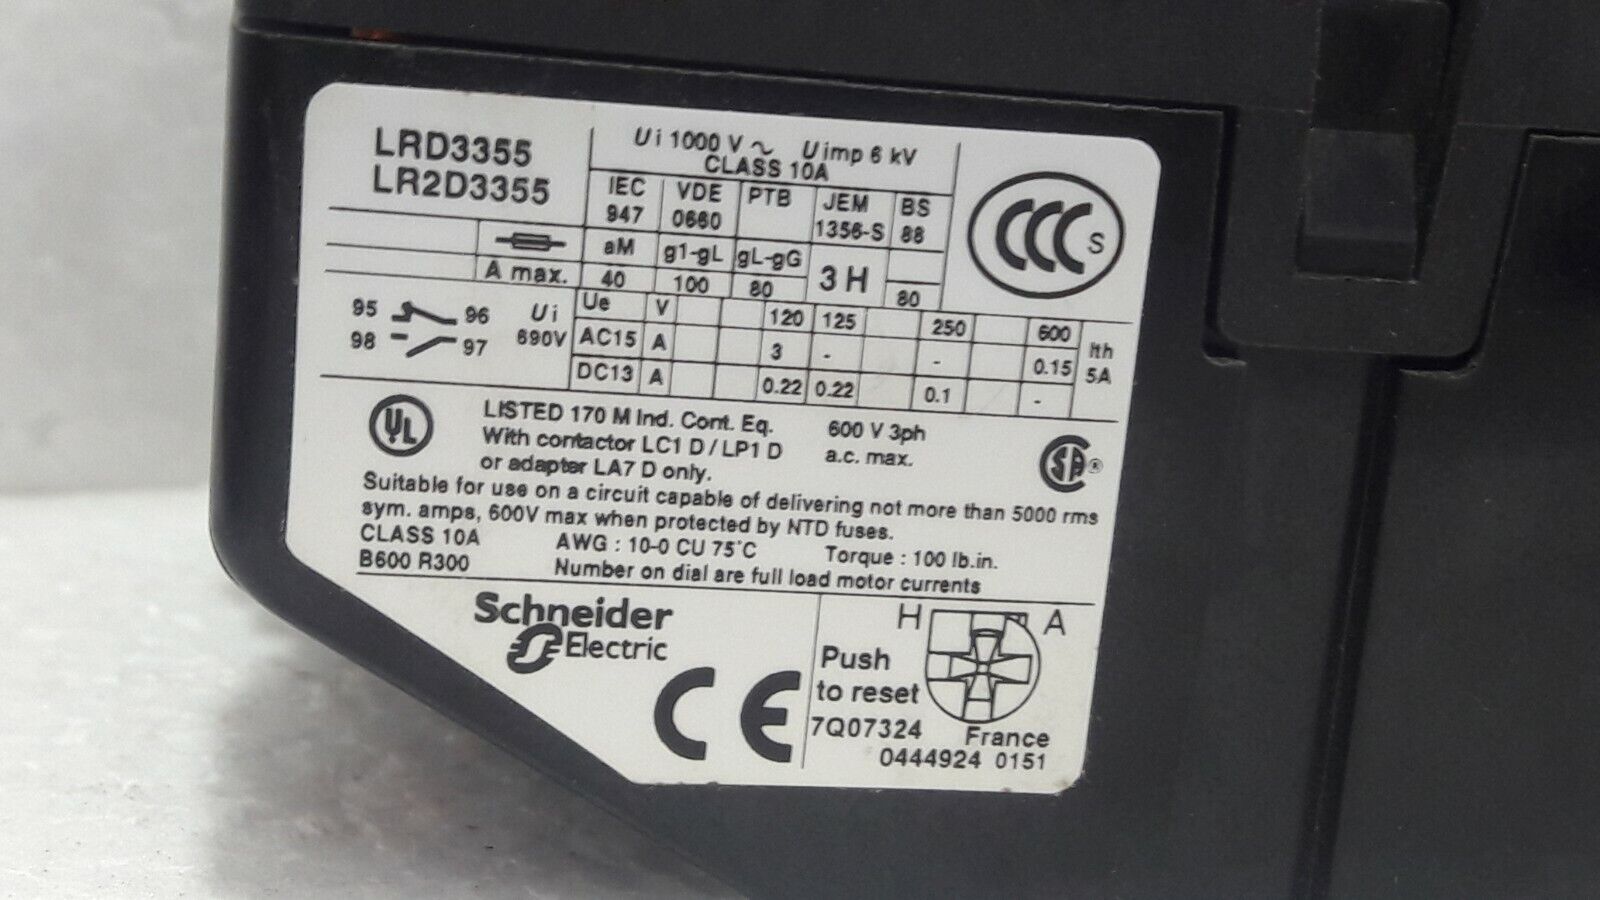 LRD3355
LR2D3355
Ui 1000 V ~ Uimp 6 kV
CLASS 10A
IEC 947 VDE 0660 PTB JEM 1356-S BS 88
aM g1-gL gL-gG 3 H
A max. 40 100 80 80
95 96 Ui 690V
98 97
Ue V 120 125 250 600 Ith 5A
AC15 A 3 - - 0.15
DC13 A 0.22 0.22 0.1 -
CCC S
UL LISTED 170 M Ind. Cont. Eq. 600 V 3ph
With contactor LC1 D / LP1 D a.c. max.
or adapter LA7 D only.
SA ®
Suitable for use on a circuit capable of delivering not more than 5000 rms
sym. amps, 600V max when protected by NTD fuses.
CLASS 10A AWG : 10-0 CU 75°C Torque : 100 lb.in.
B600 R300 Number on dial are full load motor currents
Schneider
Electric
CE
H A
Push
to reset
7Q07324 France
0444924 0151